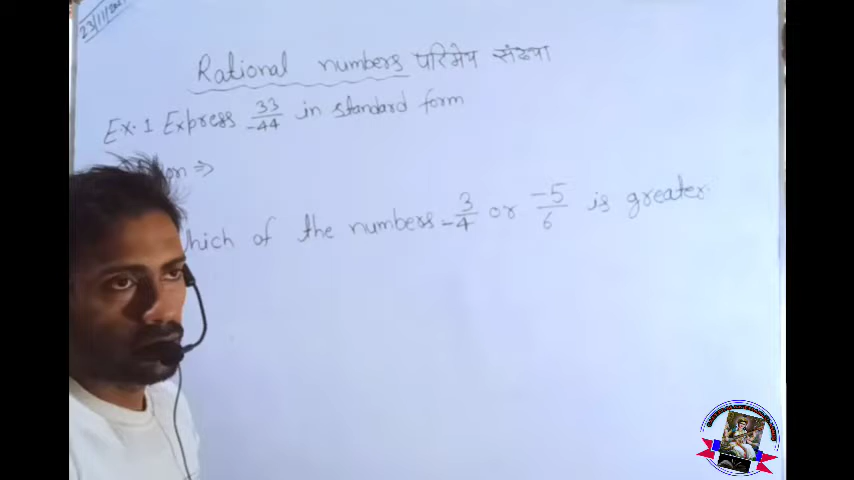 23/11/20
Rational numbers परिमेय संख्या
Ex. 1 Express 33/-44 in standard form
on ⇒
hich of the numbers -3/4 or -5/6 is greater.